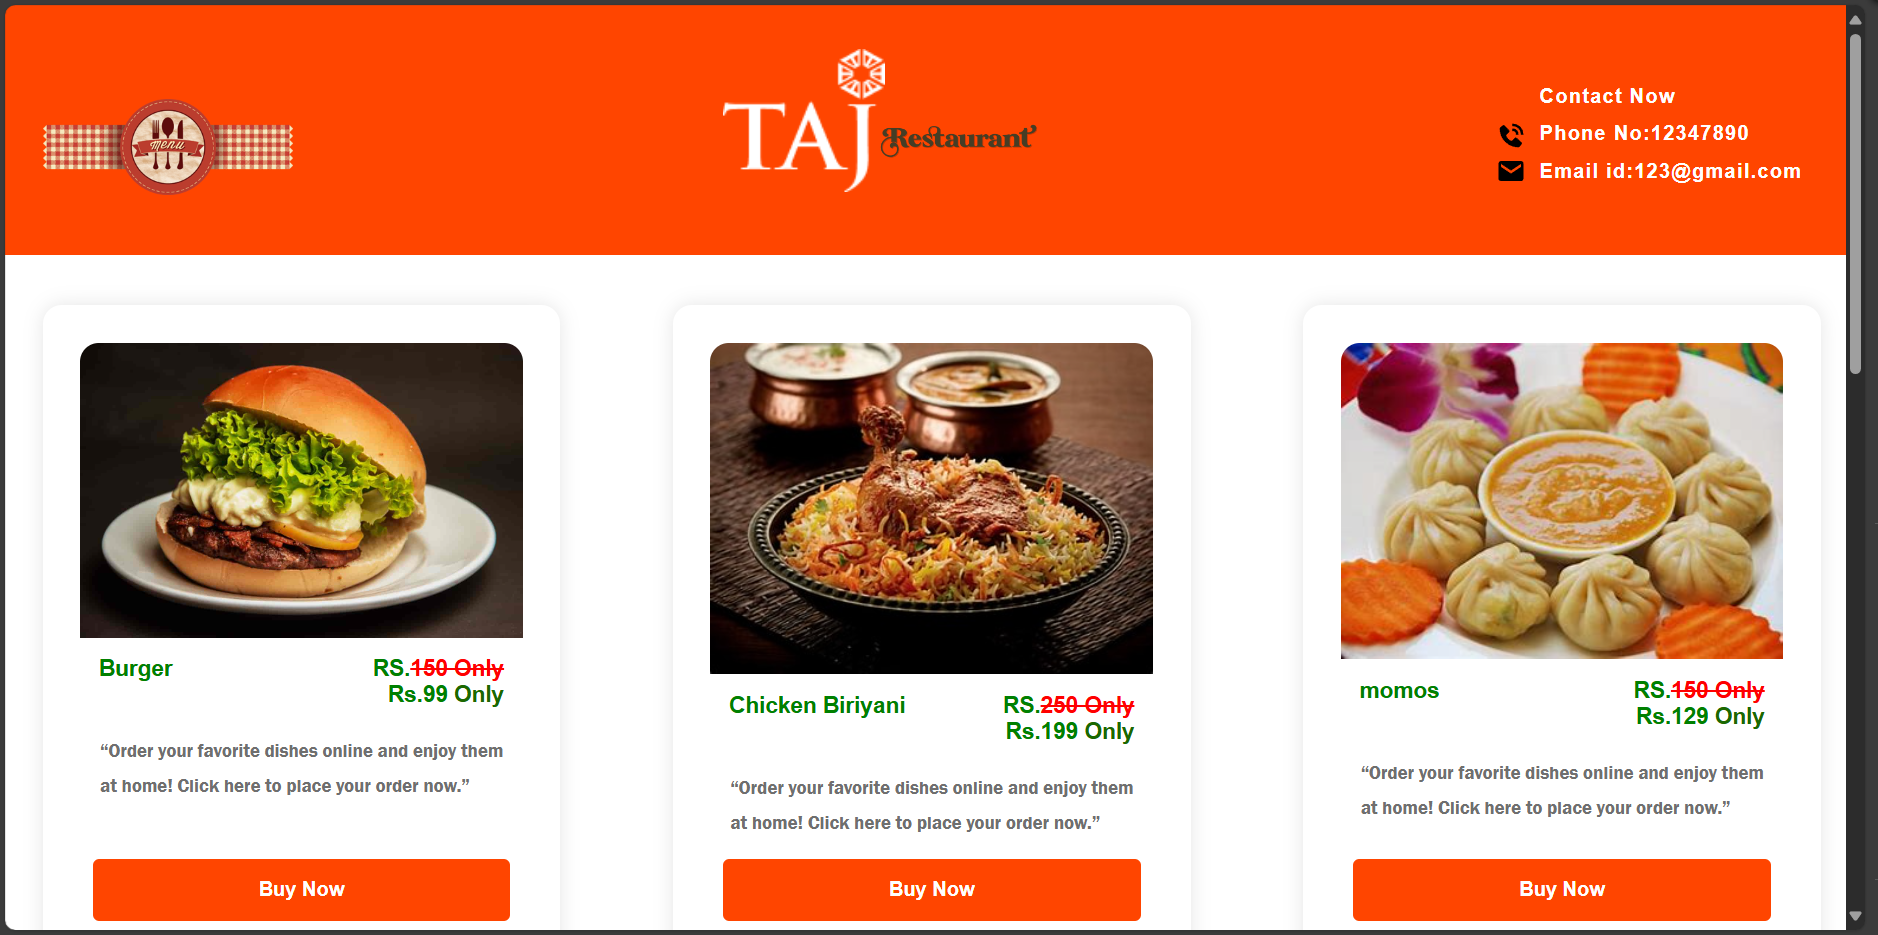 menu
TAJ Restaurant
Contact Now
Phone No:12347890
Email id:123@gmail.com
Burger
RS.150 Only
Rs.99 Only
“Order your favorite dishes online and enjoy them
at home! Click here to place your order now.”
Buy Now
Chicken Biriyani
RS.250 Only
Rs.199 Only
“Order your favorite dishes online and enjoy them
at home! Click here to place your order now.”
Buy Now
momos
RS.150 Only
Rs.129 Only
“Order your favorite dishes online and enjoy them
at home! Click here to place your order now.”
Buy Now